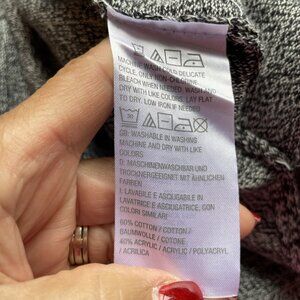 MACHINE WASH COLD DELICATE
CYCLE. ONLY NON-CHLORINE
BLEACH WHEN NEEDED. WASH AND
DRY WITH LIKE COLORS. LAY FLAT
TO DRY. LOW IRON IF NEEDED
30
GB: WASHABLE IN WASHING
MACHINE AND DRY WITH LIKE
COLORS
D: MASCHINENWASCHBAR UND
TROCKNERGEEIGNET MIT ÄHNLICHEN
FARBEN
I: LAVABILE E ASCIUGABILE IN
LAVATRICE E ASCIUGATRICE, CON
COLORI SIMILARI
60% COTTON / COTTON /
BAUMWOLLE / COTONE
40% ACRYLIC / ACRYLIC / POLYACRYL
/ ACRILICA